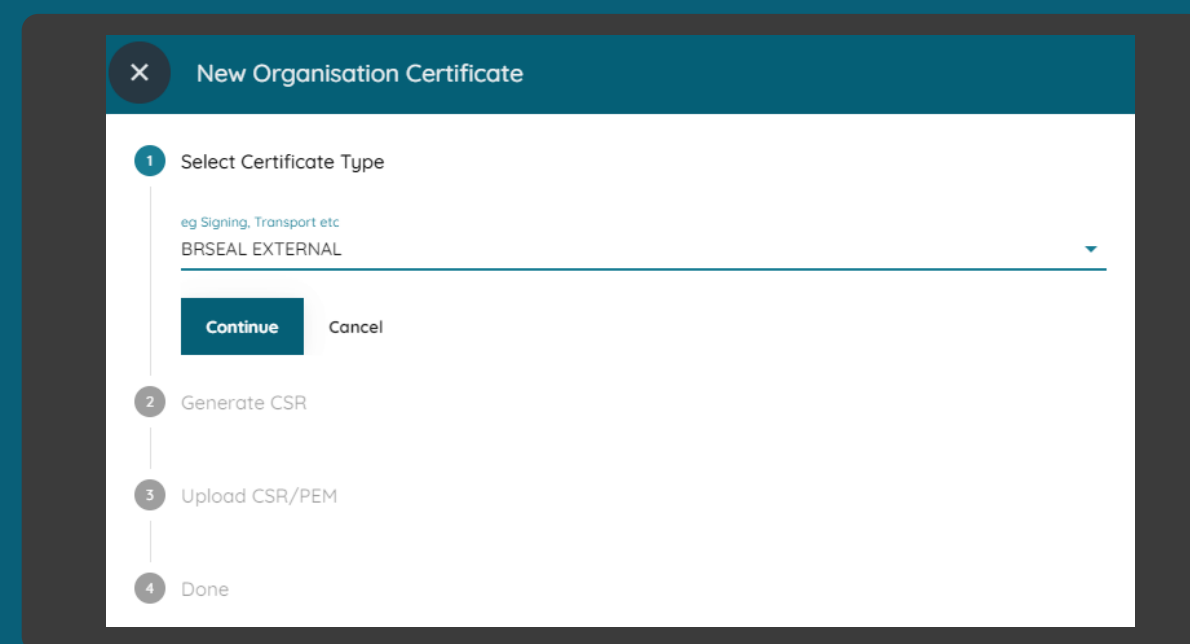 New Organisation Certificate
1 Select Certificate Type
eg Signing, Transport etc
BRSEAL EXTERNAL
Continue Cancel
2 Generate CSR
3 Upload CSR/PEM
4 Done